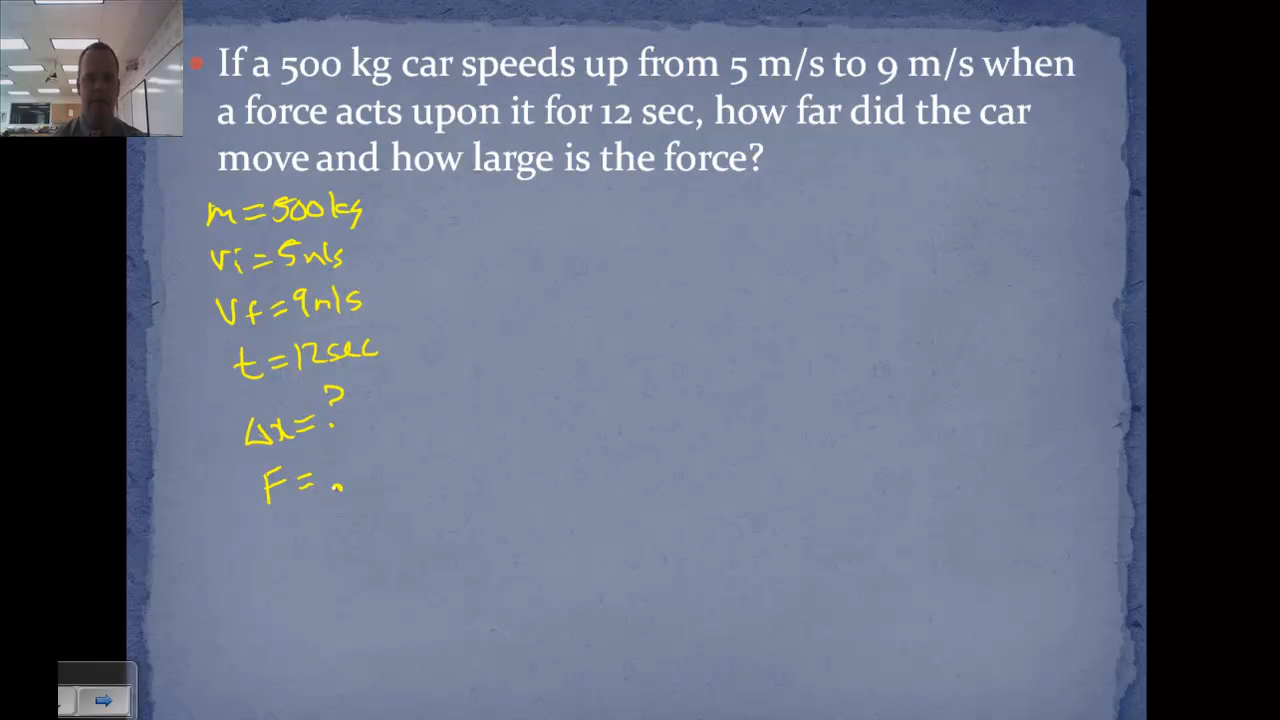 If a 500 kg car speeds up from 5 m/s to 9 m/s when
a force acts upon it for 12 sec, how far did the car
move and how large is the force?
m = 500 kg
Vi = 5 m/s
Vf = 9 m/s
t = 12 sec
Δx = ?
F = .